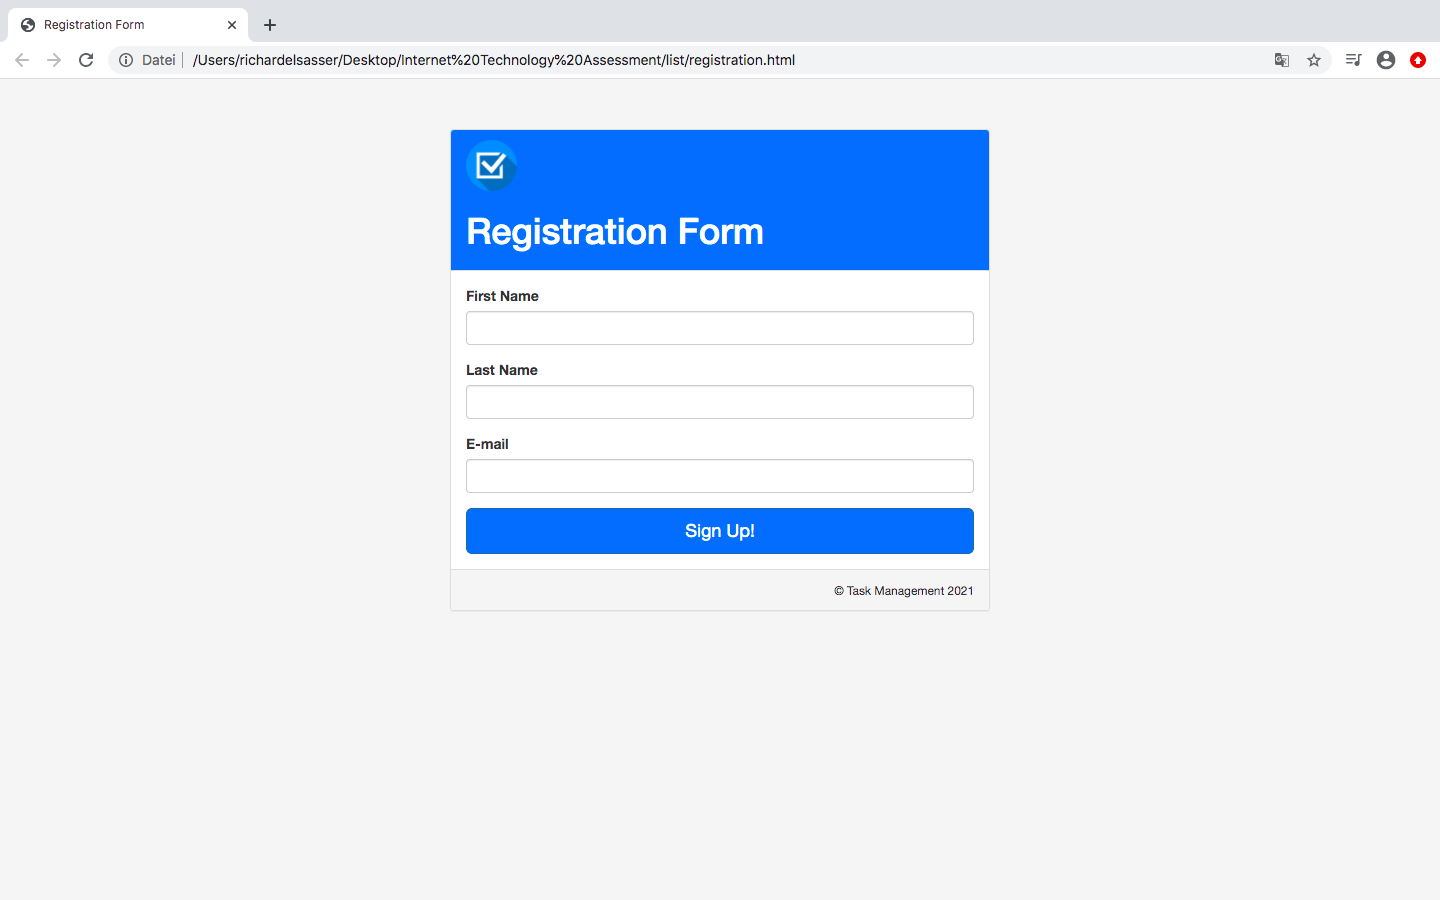 Registration Form
Datei /Users/richardelsasser/Desktop/Internet%20Technology%20Assessment/list/registration.html
Registration Form
First Name
Last Name
E-mail
Sign Up!
© Task Management 2021